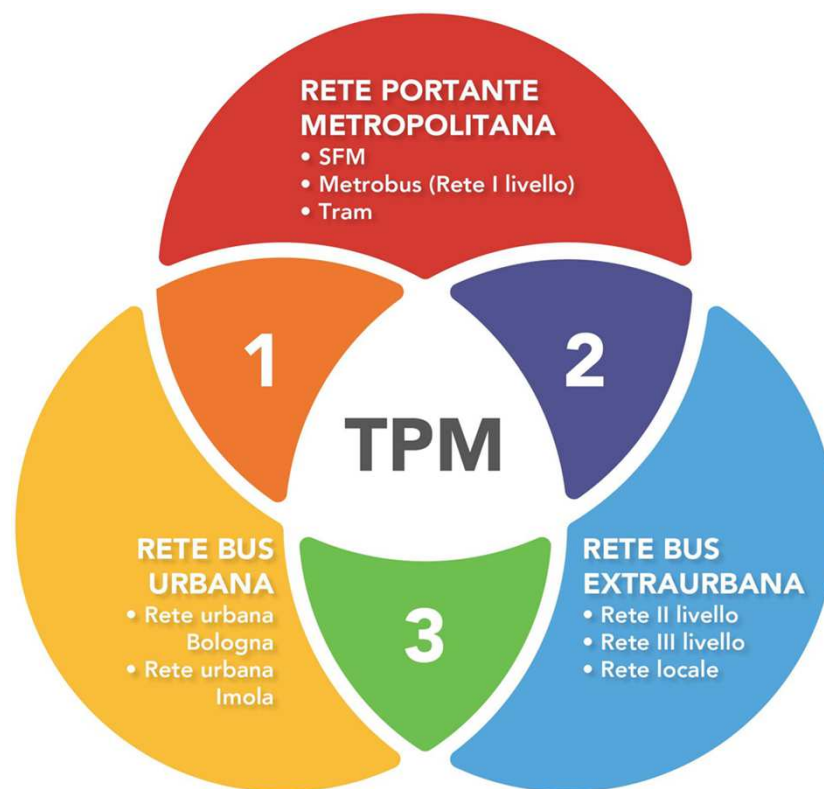 RETE PORTANTE
METROPOLITANA
• SFM
• Metrobus (Rete I livello)
• Tram
1
2
TPM
RETE BUS
URBANA
• Rete urbana
Bologna
• Rete urbana
Imola
3
RETE BUS
EXTRAURBANA
• Rete II livello
• Rete III livello
• Rete locale